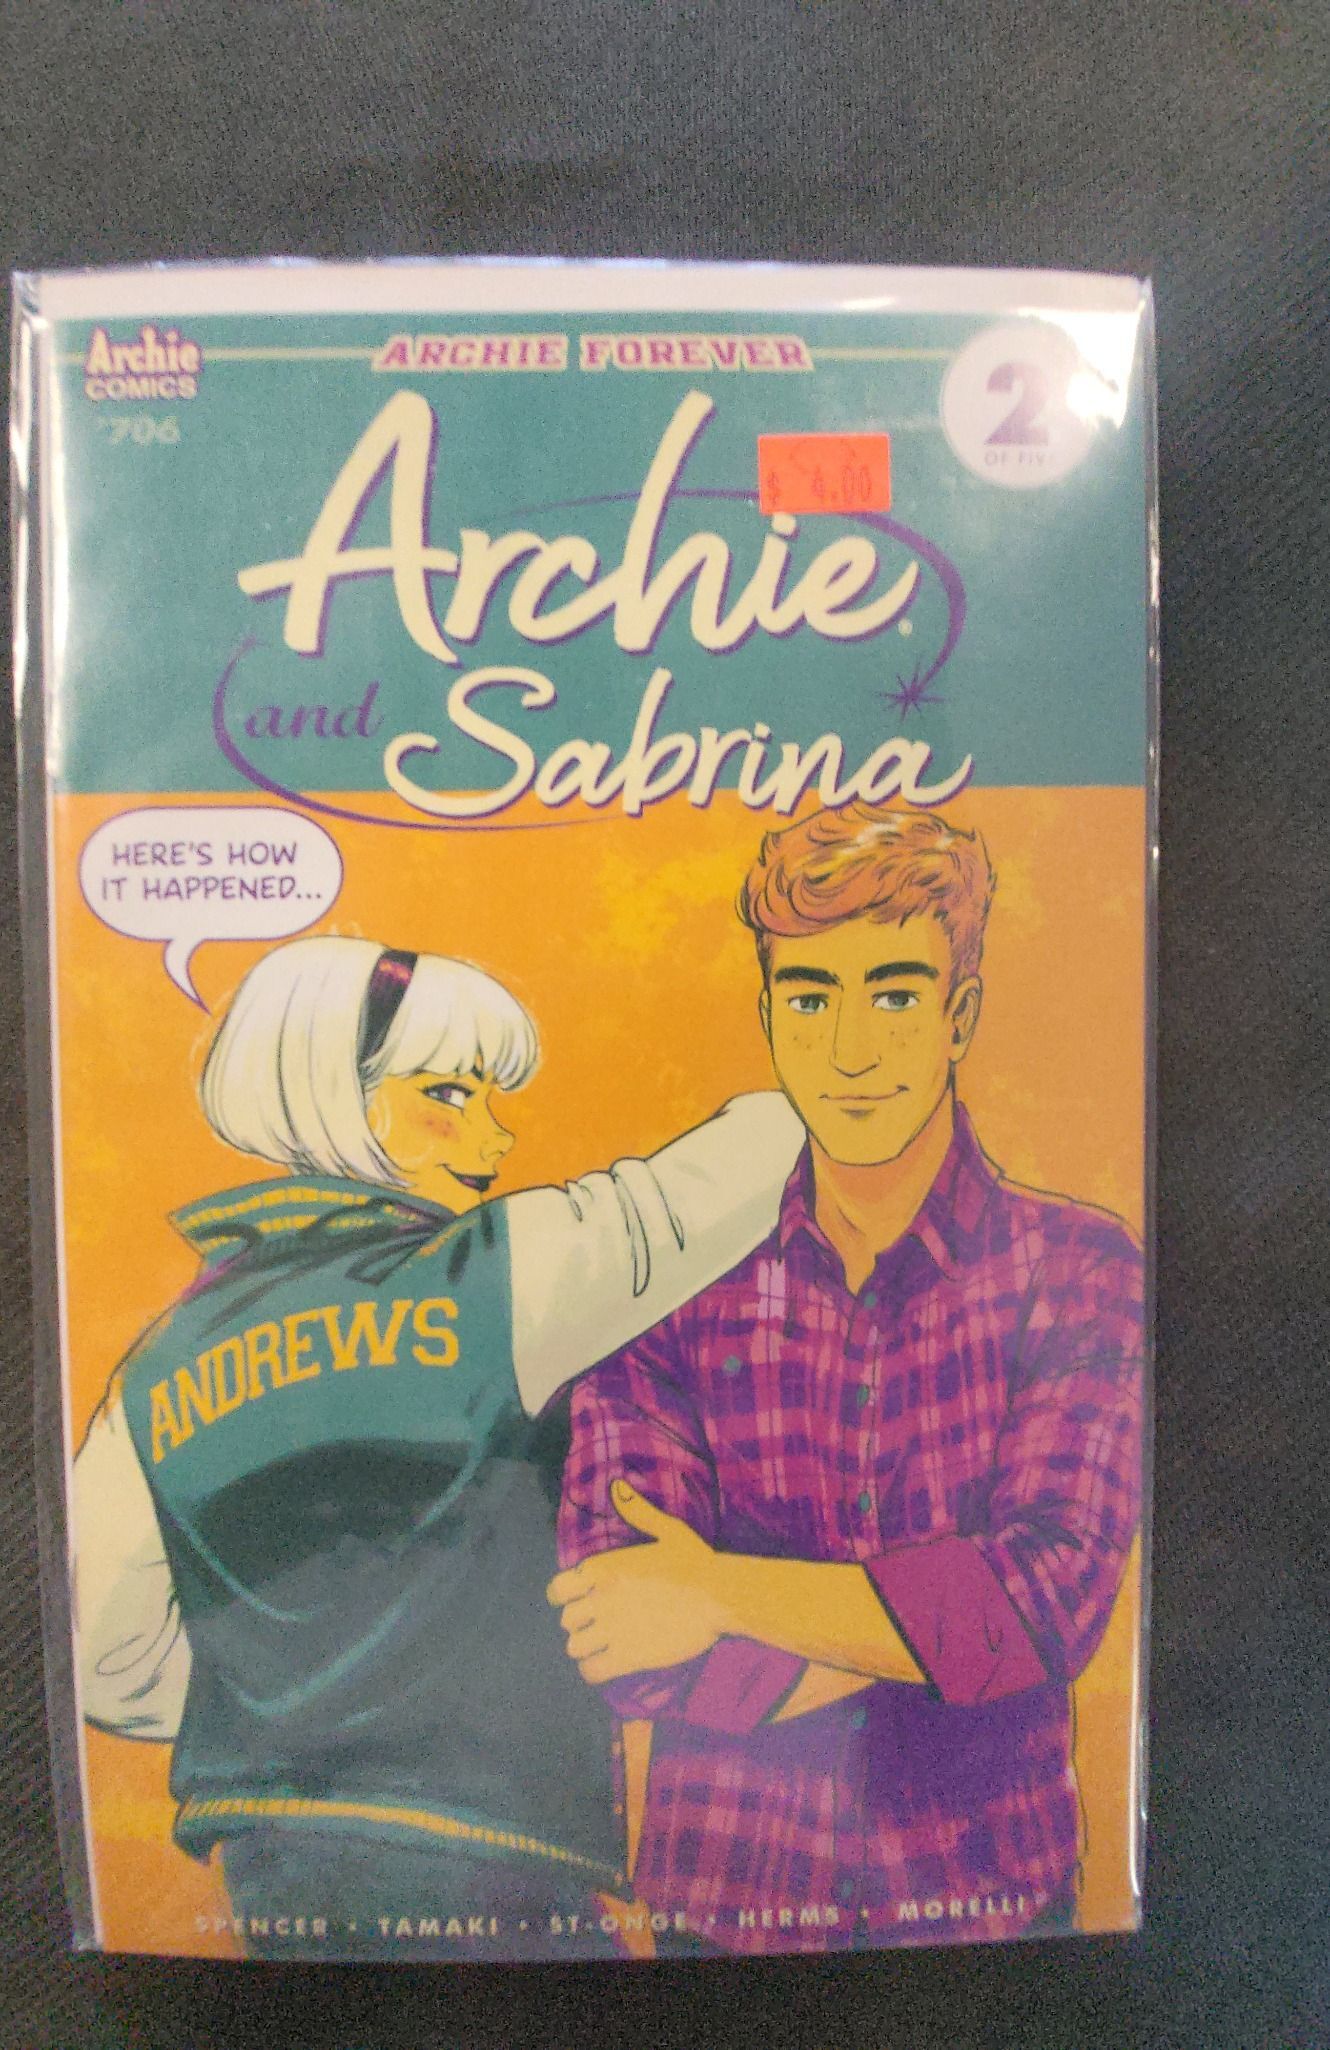 Archie
COMICS
ARCHIE FOREVER
2
OF FIVE
#706
$ 4.00
Archie
and Sabrina
HERE'S HOW
IT HAPPENED...
ANDREWS
SPENCER • TAMAKI • ST-ONGE • HERMS • MORELLI